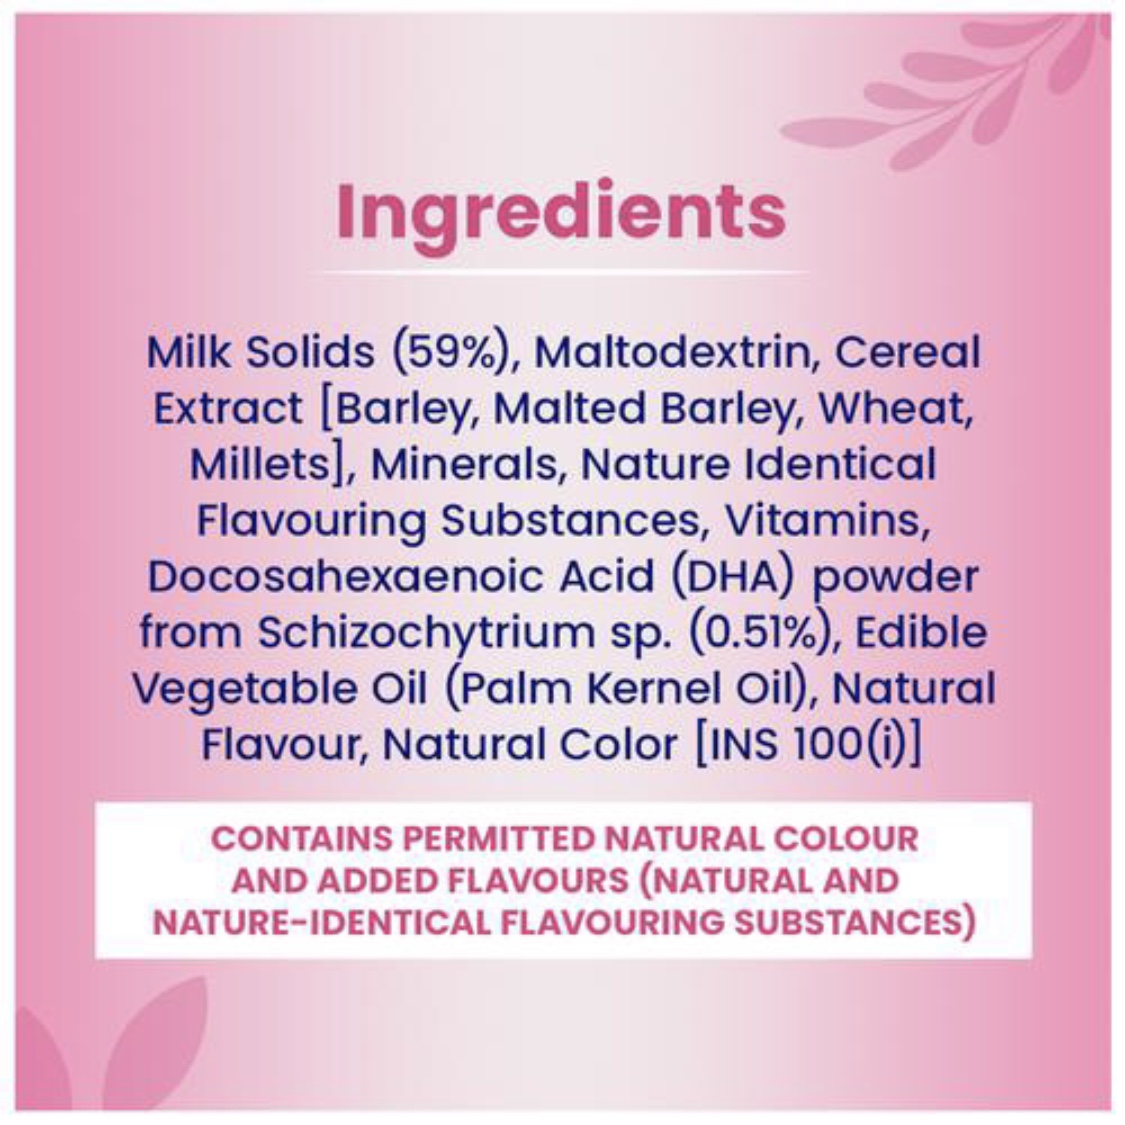 Ingredients
Milk Solids (59%), Maltodextrin, Cereal
Extract [Barley, Malted Barley, Wheat,
Millets], Minerals, Nature Identical
Flavouring Substances, Vitamins,
Docosahexaenoic Acid (DHA) powder
from Schizochytrium sp. (0.51%), Edible
Vegetable Oil (Palm Kernel Oil), Natural
Flavour, Natural Color [INS 100(i)]
CONTAINS PERMITTED NATURAL COLOUR
AND ADDED FLAVOURS (NATURAL AND
NATURE-IDENTICAL FLAVOURING SUBSTANCES)